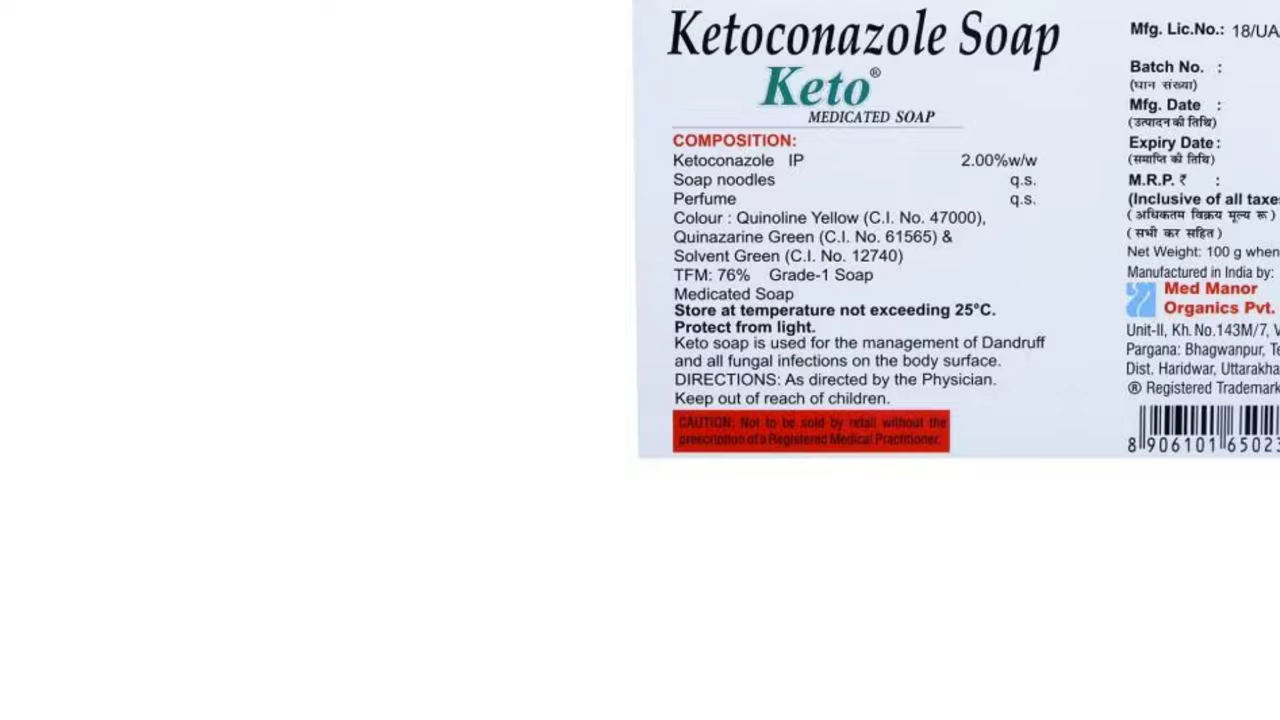 Ketoconazole Soap
Keto®
MEDICATED SOAP
COMPOSITION:
Ketoconazole IP 2.00%w/w
Soap noodles q.s.
Perfume q.s.
Colour : Quinoline Yellow (C.I. No. 47000),
Quinazarine Green (C.I. No. 61565) &
Solvent Green (C.I. No. 12740)
TFM: 76% Grade-1 Soap
Medicated Soap
Store at temperature not exceeding 25°C.
Protect from light.
Keto soap is used for the management of Dandruff
and all fungal infections on the body surface.
DIRECTIONS: As directed by the Physician.
Keep out of reach of children.
CAUTION: Not to be sold by retail without the
prescription of a Registered Medical Practitioner.
Mfg. Lic.No.: 18/UA
Batch No. :
(घान संख्या)
Mfg. Date :
(उत्पादन की तिथि)
Expiry Date :
(समाप्ति की तिथि)
M.R.P. ₹ :
(Inclusive of all taxe
( अधिकतम विक्रय मूल्य रू )
( सभी कर सहित )
Net Weight: 100 g when
Manufactured in India by:
Med Manor
Organics Pvt.
Unit-II, Kh. No.143M/7, V
Pargana: Bhagwanpur, Te
Dist. Haridwar, Uttarakha
® Registered Trademark
8 906101 65023